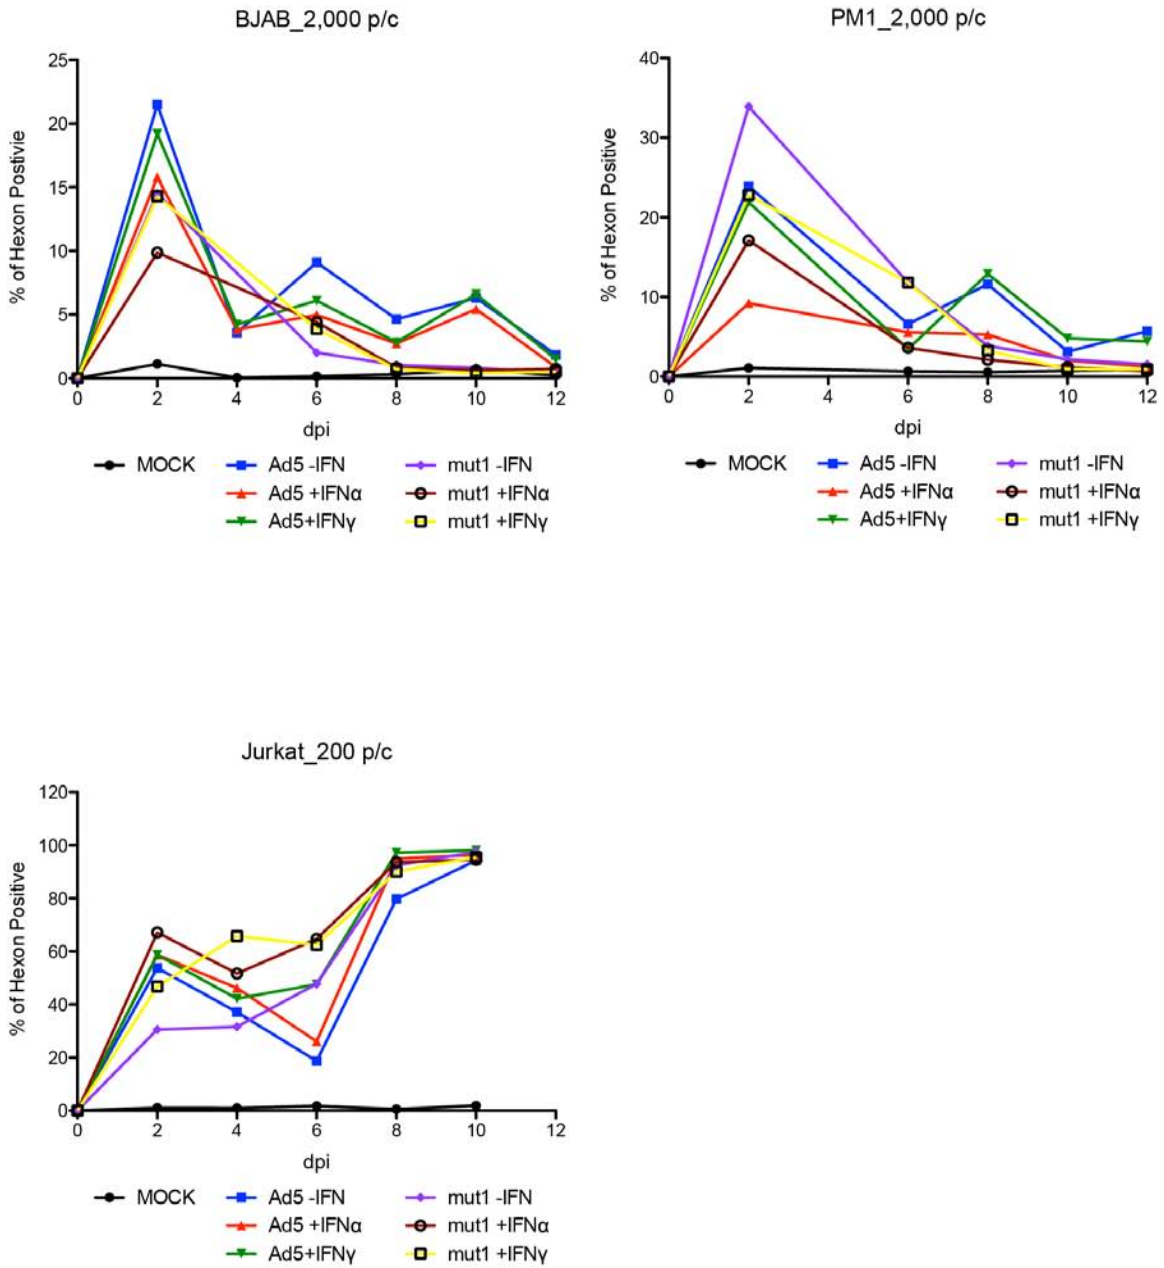 BJAB_2,000 p/c
25
20
15
10
5
0
% of Hexon Postivie
0 2 4 6 8 10 12
dpi
MOCK Ad5 -IFN mut1 -IFN
Ad5 +IFNα mut1 +IFNα
Ad5+IFNγ mut1 +IFNγ
PM1_2,000 p/c
40
30
20
10
0
% of Hexon Positive
0 2 4 6 8 10 12
dpi
MOCK Ad5 -IFN mut1 -IFN
Ad5 +IFNα mut1 +IFNα
Ad5+IFNγ mut1 +IFNγ
Jurkat_200 p/c
120
100
80
60
40
20
0
% of Hexon Positive
0 2 4 6 8 10 12
dpi
MOCK Ad5 -IFN mut1 -IFN
Ad5 +IFNα mut1 +IFNα
Ad5+IFNγ mut1 +IFNγ